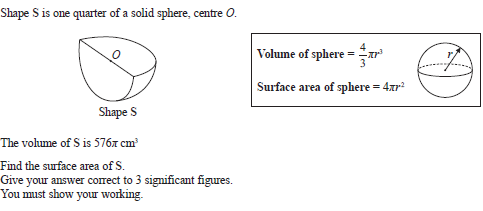 Shape S is one quarter of a solid sphere, centre O.
O
Shape S
Volume of sphere = 4/3 πr³
Surface area of sphere = 4πr²
r
The volume of S is 576π cm³
Find the surface area of S.
Give your answer correct to 3 significant figures.
You must show your working.